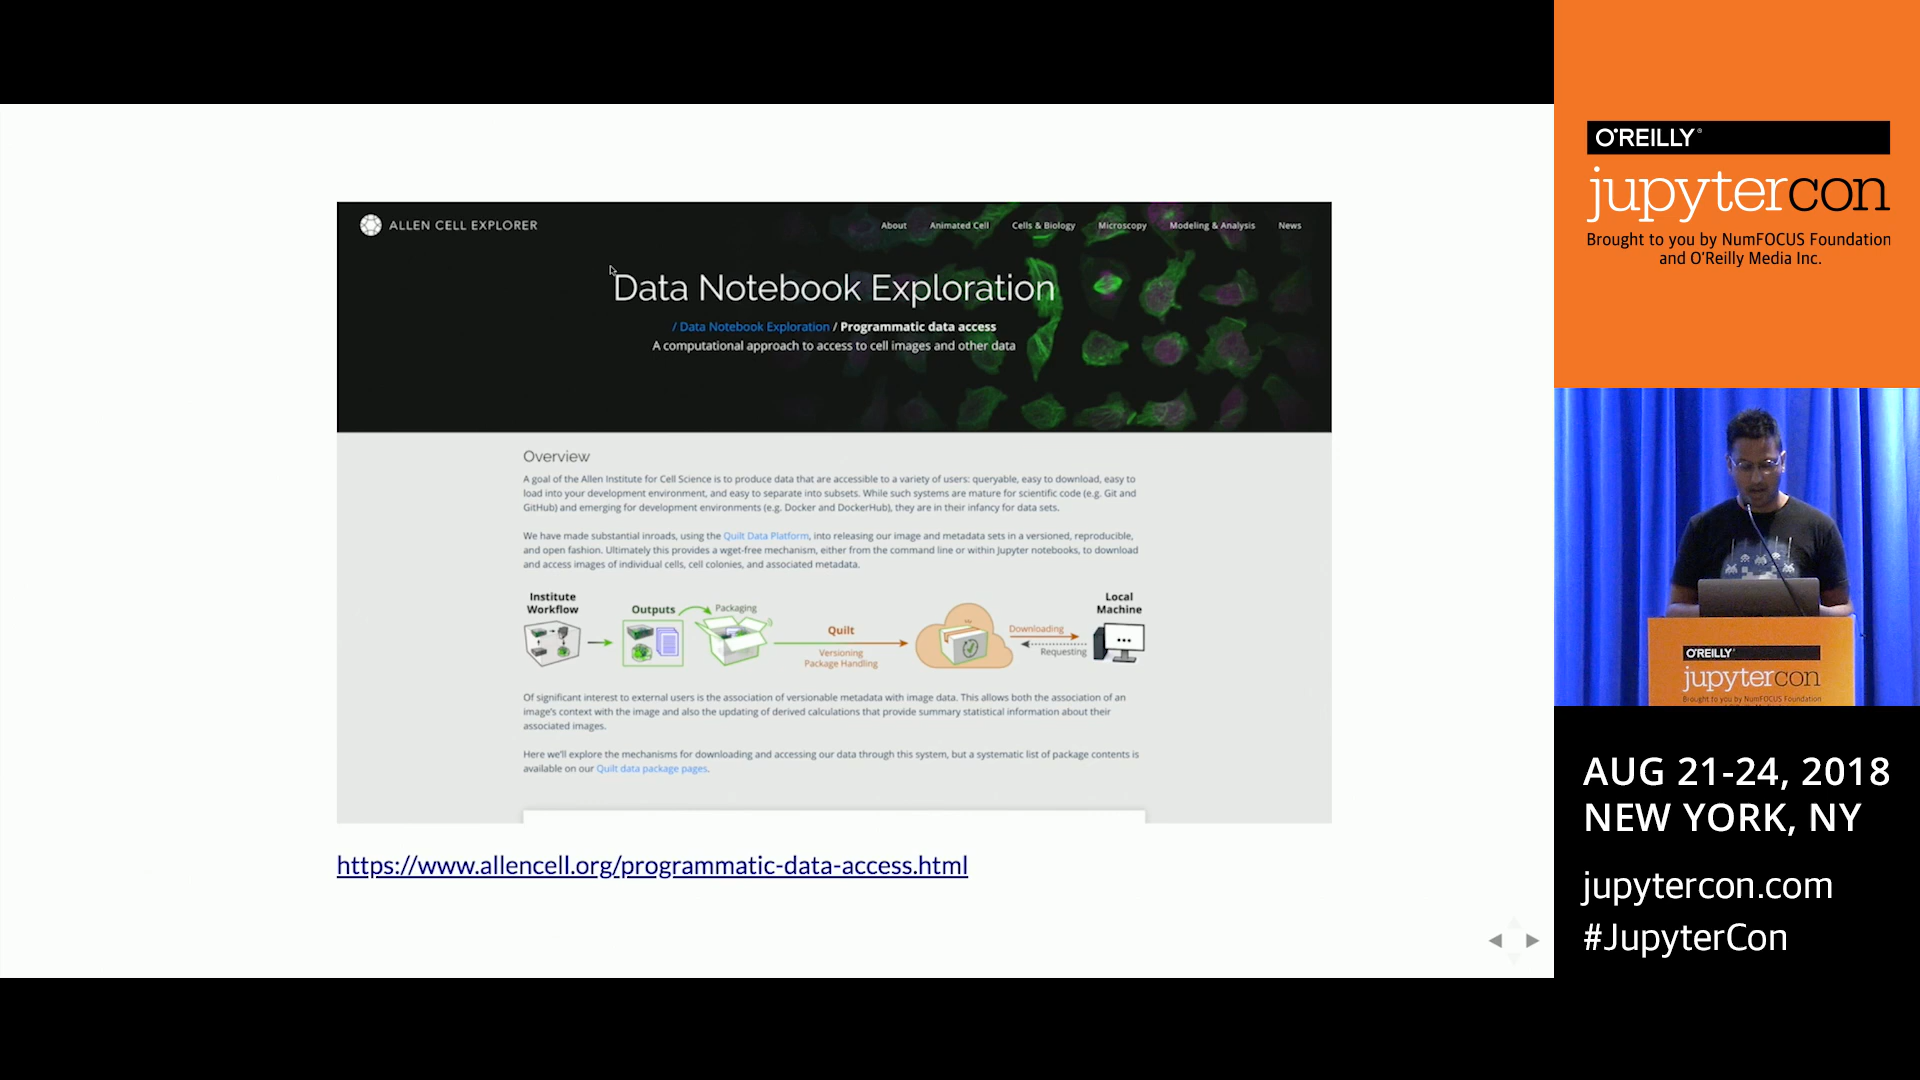 ALLEN CELL EXPLORER
About Animated Cell Cells & Biology Microscopy Modeling & Analysis News
Data Notebook Exploration
/ Data Notebook Exploration / Programmatic data access
A computational approach to access to cell images and other data
Overview
A goal of the Allen Institute for Cell Science is to produce data that are accessible to a variety of users: queryable, easy to download, easy to
load into your development environment, and easy to separate into subsets. While such systems are mature for scientific code (e.g. Git and
GitHub) and emerging for development environments (e.g. Docker and DockerHub), they are in their infancy for data sets.
We have made substantial inroads, using the Quilt Data Platform, into releasing our image and metadata sets in a versioned, reproducible,
and open fashion. Ultimately this provides a wget-free mechanism, either from the command line or within Jupyter notebooks, to download
and access images of individual cells, cell colonies, and associated metadata.
Institute
Workflow
Outputs
Packaging
Quilt
Versioning
Package Handling
Downloading
Requesting
Local
Machine
Of significant interest to external users is the association of versionable metadata with image data. This allows both the association of an
image's context with the image and also the updating of derived calculations that provide summary statistical information about their
associated images.
Here we'll explore the mechanisms for downloading and accessing our data through this system, but a systematic list of package contents is
available on our Quilt data package pages.
https://www.allencell.org/programmatic-data-access.html
O'REILLY®
jupytercon
Brought to you by NumFOCUS Foundation
and O'Reilly Media Inc.
O'REILLY
jupytercon
Brought to you by NumFOCUS Foundation
AUG 21-24, 2018
NEW YORK, NY
jupytercon.com
#JupyterCon